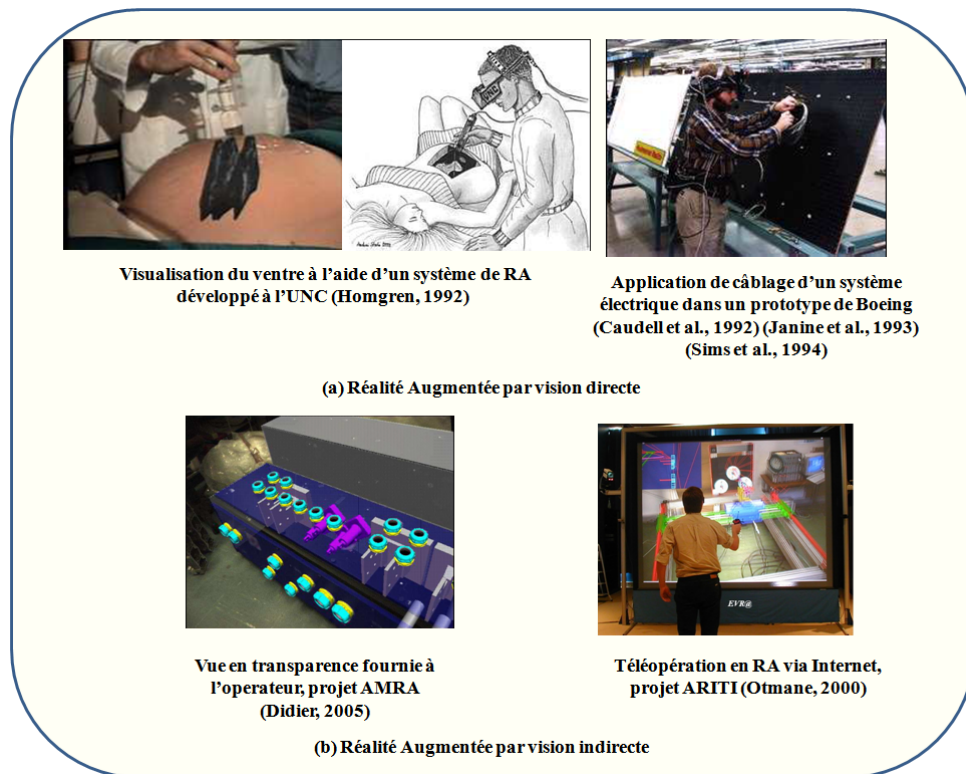 UNC
Visualisation du ventre à l'aide d'un système de RA
développé à l'UNC (Homgren, 1992)
Application de câblage d'un système
électrique dans un prototype de Boeing
(Caudell et al., 1992) (Janine et al., 1993)
(Sims et al., 1994)
(a) Réalité Augmentée par vision directe
EVR@
Vue en transparence fournie à
l'operateur, projet AMRA
(Didier, 2005)
Téléopération en RA via Internet,
projet ARITI (Otmane, 2000)
(b) Réalité Augmentée par vision indirecte